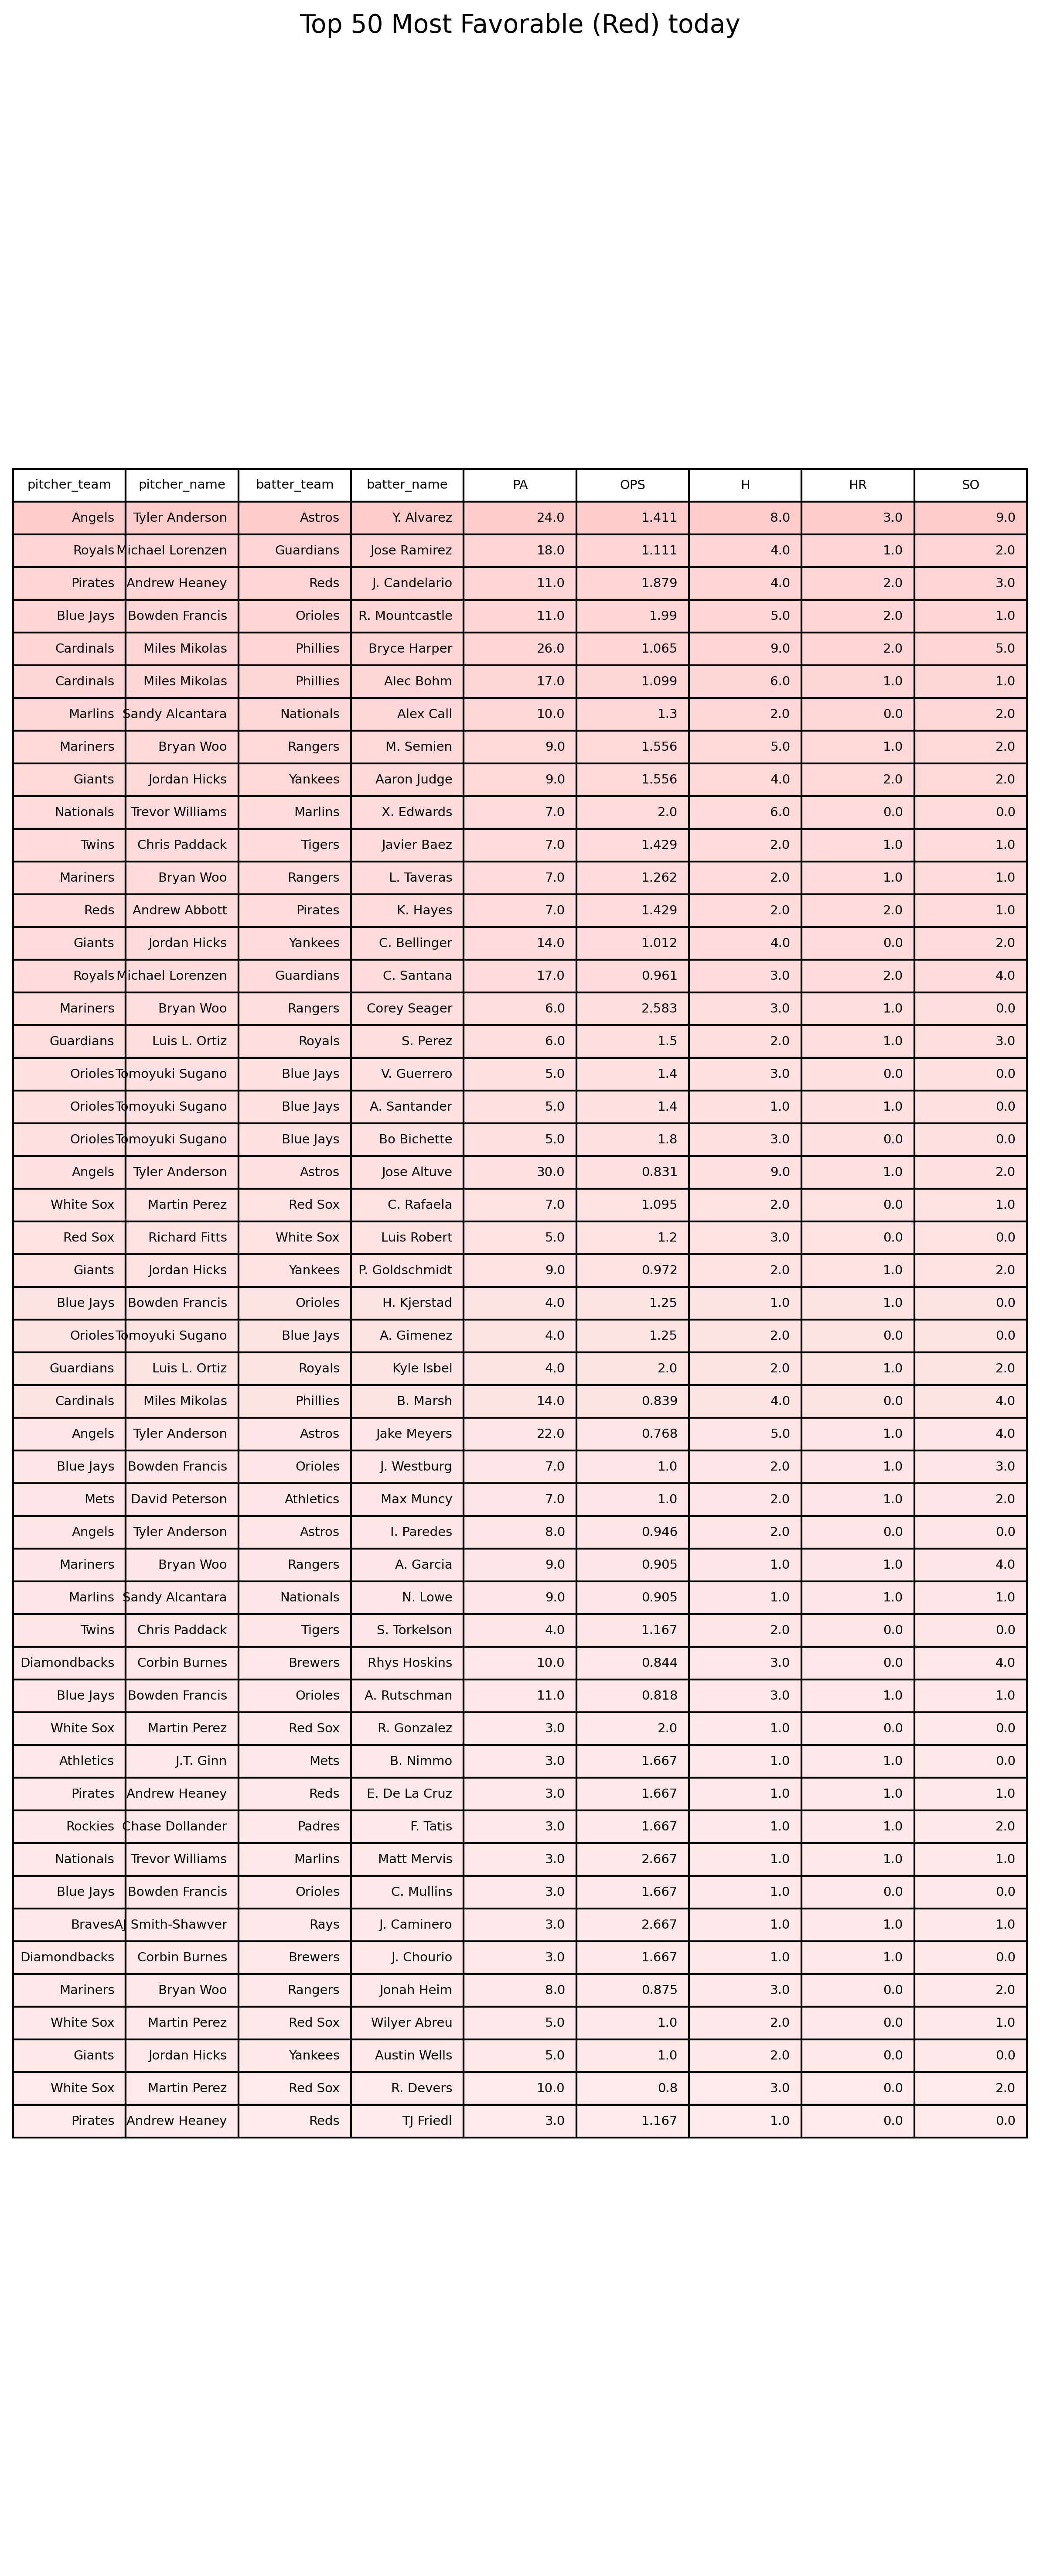 Top 50 Most Favorable (Red) today
pitcher_team pitcher_name batter_team batter_name PA OPS H HR SO
Angels Tyler Anderson Astros Y. Alvarez 24.0 1.411 8.0 3.0 9.0
Royals Michael Lorenzen Guardians Jose Ramirez 18.0 1.111 4.0 1.0 2.0
Pirates Andrew Heaney Reds J. Candelario 11.0 1.879 4.0 2.0 3.0
Blue Jays Bowden Francis Orioles R. Mountcastle 11.0 1.99 5.0 2.0 1.0
Cardinals Miles Mikolas Phillies Bryce Harper 26.0 1.065 9.0 2.0 5.0
Cardinals Miles Mikolas Phillies Alec Bohm 17.0 1.099 6.0 1.0 1.0
Marlins Sandy Alcantara Nationals Alex Call 10.0 1.3 2.0 0.0 2.0
Mariners Bryan Woo Rangers M. Semien 9.0 1.556 5.0 1.0 2.0
Giants Jordan Hicks Yankees Aaron Judge 9.0 1.556 4.0 2.0 2.0
Nationals Trevor Williams Marlins X. Edwards 7.0 2.0 6.0 0.0 0.0
Twins Chris Paddack Tigers Javier Baez 7.0 1.429 2.0 1.0 1.0
Mariners Bryan Woo Rangers L. Taveras 7.0 1.262 2.0 1.0 1.0
Reds Andrew Abbott Pirates K. Hayes 7.0 1.429 2.0 2.0 1.0
Giants Jordan Hicks Yankees C. Bellinger 14.0 1.012 4.0 0.0 2.0
Royals Michael Lorenzen Guardians C. Santana 17.0 0.961 3.0 2.0 4.0
Mariners Bryan Woo Rangers Corey Seager 6.0 2.583 3.0 1.0 0.0
Guardians Luis L. Ortiz Royals S. Perez 6.0 1.5 2.0 1.0 3.0
Orioles Tomoyuki Sugano Blue Jays V. Guerrero 5.0 1.4 3.0 0.0 0.0
Orioles Tomoyuki Sugano Blue Jays A. Santander 5.0 1.4 1.0 1.0 0.0
Orioles Tomoyuki Sugano Blue Jays Bo Bichette 5.0 1.8 3.0 0.0 0.0
Angels Tyler Anderson Astros Jose Altuve 30.0 0.831 9.0 1.0 2.0
White Sox Martin Perez Red Sox C. Rafaela 7.0 1.095 2.0 0.0 1.0
Red Sox Richard Fitts White Sox Luis Robert 5.0 1.2 3.0 0.0 0.0
Giants Jordan Hicks Yankees P. Goldschmidt 9.0 0.972 2.0 1.0 2.0
Blue Jays Bowden Francis Orioles H. Kjerstad 4.0 1.25 1.0 1.0 0.0
Orioles Tomoyuki Sugano Blue Jays A. Gimenez 4.0 1.25 2.0 0.0 0.0
Guardians Luis L. Ortiz Royals Kyle Isbel 4.0 2.0 2.0 1.0 2.0
Cardinals Miles Mikolas Phillies B. Marsh 14.0 0.839 4.0 0.0 4.0
Angels Tyler Anderson Astros Jake Meyers 22.0 0.768 5.0 1.0 4.0
Blue Jays Bowden Francis Orioles J. Westburg 7.0 1.0 2.0 1.0 3.0
Mets David Peterson Athletics Max Muncy 7.0 1.0 2.0 1.0 2.0
Angels Tyler Anderson Astros I. Paredes 8.0 0.946 2.0 0.0 0.0
Mariners Bryan Woo Rangers A. Garcia 9.0 0.905 1.0 1.0 4.0
Marlins Sandy Alcantara Nationals N. Lowe 9.0 0.905 1.0 1.0 1.0
Twins Chris Paddack Tigers S. Torkelson 4.0 1.167 2.0 0.0 0.0
Diamondbacks Corbin Burnes Brewers Rhys Hoskins 10.0 0.844 3.0 0.0 4.0
Blue Jays Bowden Francis Orioles A. Rutschman 11.0 0.818 3.0 1.0 1.0
White Sox Martin Perez Red Sox R. Gonzalez 3.0 2.0 1.0 0.0 0.0
Athletics J.T. Ginn Mets B. Nimmo 3.0 1.667 1.0 1.0 0.0
Pirates Andrew Heaney Reds E. De La Cruz 3.0 1.667 1.0 1.0 1.0
Rockies Chase Dollander Padres F. Tatis 3.0 1.667 1.0 1.0 2.0
Nationals Trevor Williams Marlins Matt Mervis 3.0 2.667 1.0 1.0 1.0
Blue Jays Bowden Francis Orioles C. Mullins 3.0 1.667 1.0 0.0 0.0
Braves AJ Smith-Shawver Rays J. Caminero 3.0 2.667 1.0 1.0 1.0
Diamondbacks Corbin Burnes Brewers J. Chourio 3.0 1.667 1.0 1.0 0.0
Mariners Bryan Woo Rangers Jonah Heim 8.0 0.875 3.0 0.0 2.0
White Sox Martin Perez Red Sox Wilyer Abreu 5.0 1.0 2.0 0.0 1.0
Giants Jordan Hicks Yankees Austin Wells 5.0 1.0 2.0 0.0 0.0
White Sox Martin Perez Red Sox R. Devers 10.0 0.8 3.0 0.0 2.0
Pirates Andrew Heaney Reds TJ Friedl 3.0 1.167 1.0 0.0 0.0